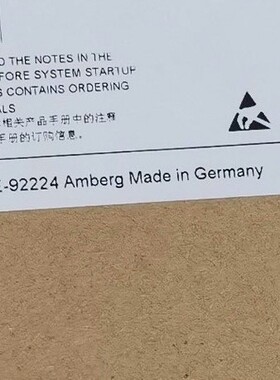 O THE NOTES IN THE
FORE SYSTEM STARTUP
S CONTAINS ORDERING
ALS
相关产品手册中的注释
手册的订购信息。
-92224 Amberg Made in Germany